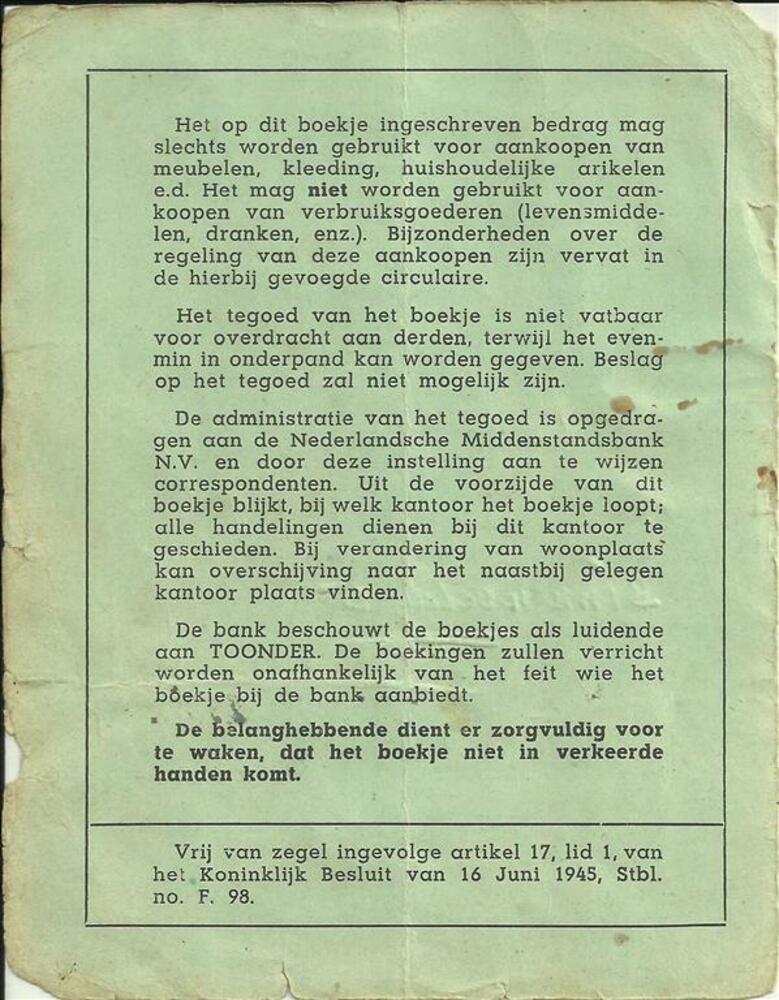 Het op dit boekje ingeschreven bedrag mag
slechts worden gebruikt voor aankoopen van
meubelen, kleeding, huishoudelijke arikelen
e.d. Het mag niet worden gebruikt voor aan-
koopen van verbruiksgoederen (levensmidde-
len, dranken, enz.). Bijzonderheden over de
regeling van deze aankoopen zijn vervat in
de hierbij gevoegde circulaire.
Het tegoed van het boekje is niet vatbaar
voor overdracht aan derden, terwijl het even-
min in onderpand kan worden gegeven. Beslag
op het tegoed zal niet mogelijk zijn.
De administratie van het tegoed is opgedra-
gen aan de Nederlandsche Middenstandsbank
N.V. en door deze instelling aan te wijzen
correspondenten. Uit de voorzijde van dit
boekje blijkt, bij welk kantoor het boekje loopt;
alle handelingen dienen bij dit kantoor te
geschieden. Bij verandering van woonplaats
kan overschijving naar het naastbij gelegen
kantoor plaats vinden.
De bank beschouwt de boekjes als luidende
aan TOONDER. De boekingen zullen verricht
worden onafhankelijk van het feit wie het
boekje bij de bank aanbiedt.
De belanghebbende dient er zorgvuldig voor
te waken, dat het boekje niet in verkeerde
handen komt.
Vrij van zegel ingevolge artikel 17, lid 1, van
het Koninklijk Besluit van 16 Juni 1945, Stbl.
no. F. 98.